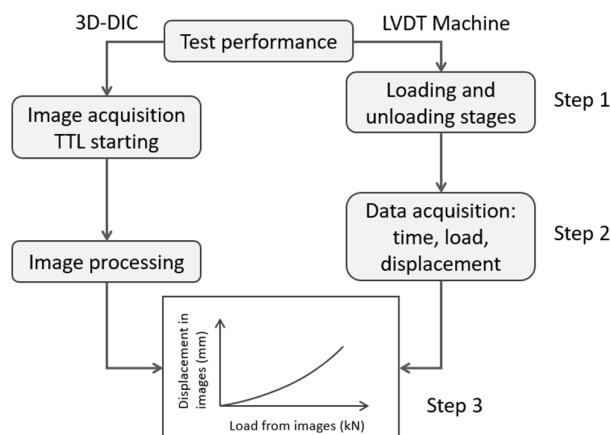 3D-DIC
LVDT Machine
Test performance
Image acquisition
TTL starting
Loading and
unloading stages
Step 1
Image processing
Data acquisition:
time, load,
displacement
Step 2
Displacement in
images (mm)
Load from images (kN)
Step 3